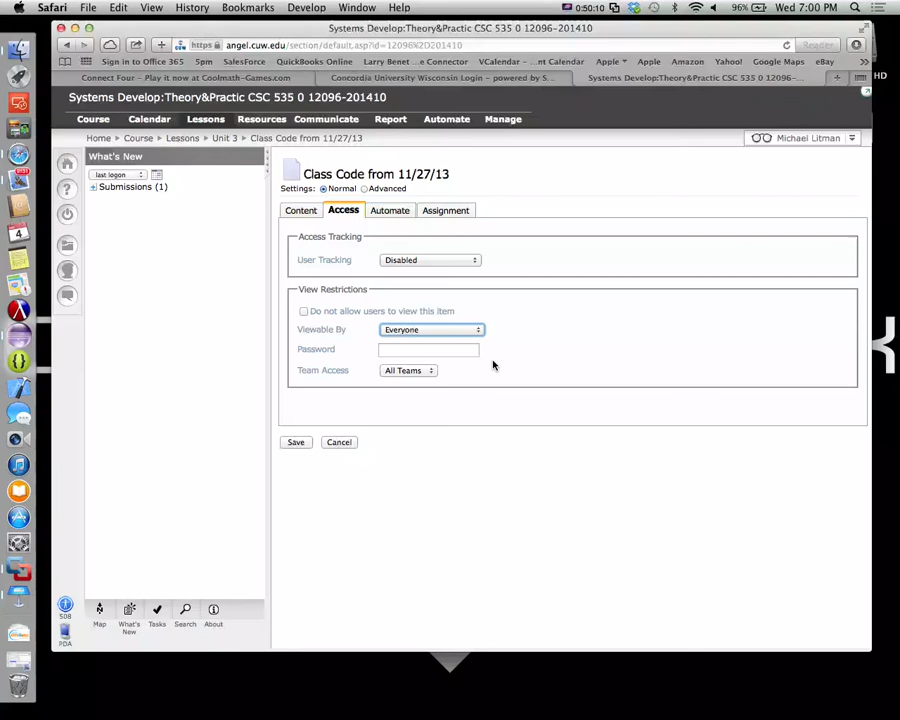 Safari File Edit View History Bookmarks Develop Window Help 0:50:10 96% Wed 7:00 PM
Systems Develop:Theory&Practic CSC 535 0 12096-201410
https angel.cuw.edu/section/default.asp?id=12096%2D201410 Reader
Sign in to Office 365 SalesForce QuickBooks Online Larry Benet ...e Connector VCalendar - ...nt Calendar Apple Amazon Yahoo! Google Maps eBay
Connect Four - Play it now at Coolmath-Games.com Concordia University Wisconsin Login – powered by S... Systems Develop:Theory&Practic CSC 535 0 12096-...
HD
Systems Develop:Theory&Practic CSC 535 0 12096-201410
Course Calendar Lessons Resources Communicate Report Automate Manage
Home › Course › Lessons › Unit 3 › Class Code from 11/27/13 Michael Litman
What's New
last logon
Submissions (1)
Class Code from 11/27/13
Settings: Normal Advanced
Content Access Automate Assignment
Access Tracking
User Tracking Disabled
View Restrictions
Do not allow users to view this item
Viewable By Everyone
Password
Team Access All Teams
Save Cancel
Map What's New Tasks Search About
508
PDA